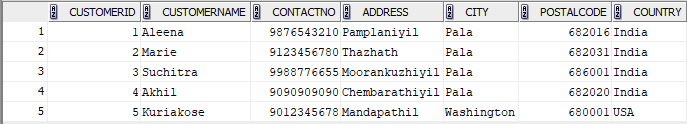 CUSTOMERID CUSTOMERNAME CONTACTNO ADDRESS CITY POSTALCODE COUNTRY
1 1 Aleena 9876543210 Pamplaniyil Pala 682016 India
2 2 Marie 9123456780 Thazhath Pala 682031 India
3 3 Suchitra 9988776655 Moorankuzhiyil Pala 686001 India
4 4 Akhil 9090909090 Chembarathiyil Pala 682020 India
5 5 Kuriakose 9012345678 Mandapathil Washington 680001 USA